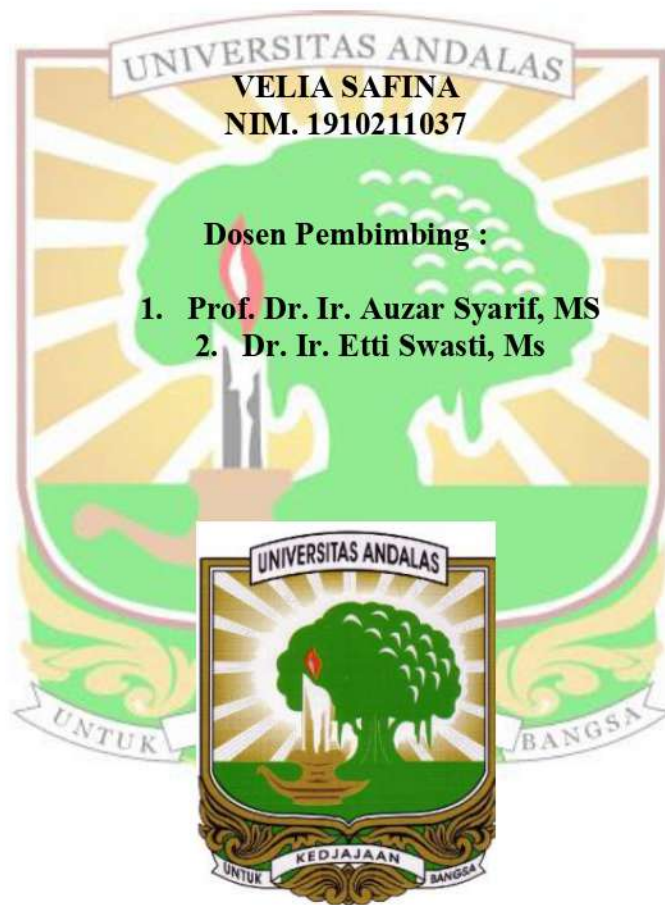 UNIVERSITAS ANDALAS
VELIA SAFINA
NIM. 1910211037
Dosen Pembimbing :
1. Prof. Dr. Ir. Auzar Syarif, MS
2. Dr. Ir. Etti Swasti, Ms
UNIVERSITAS ANDALAS
UNTUK
BANGSA
UNTUK KEDJAJAAN BANGSA